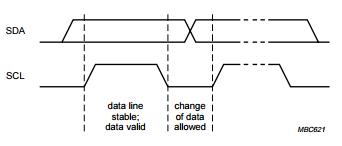 SDA
SCL
data line
stable;
data valid
change
of data
allowed
MBC621